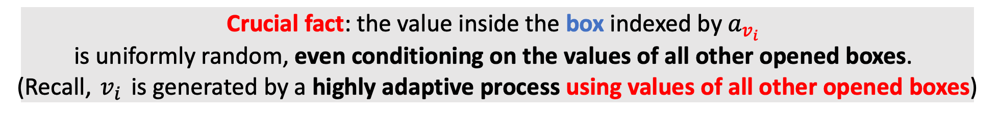 Crucial fact: the value inside the box indexed by $a_{v_i}$
is uniformly random, even conditioning on the values of all other opened boxes.
(Recall, $v_i$ is generated by a highly adaptive process using values of all other opened boxes)